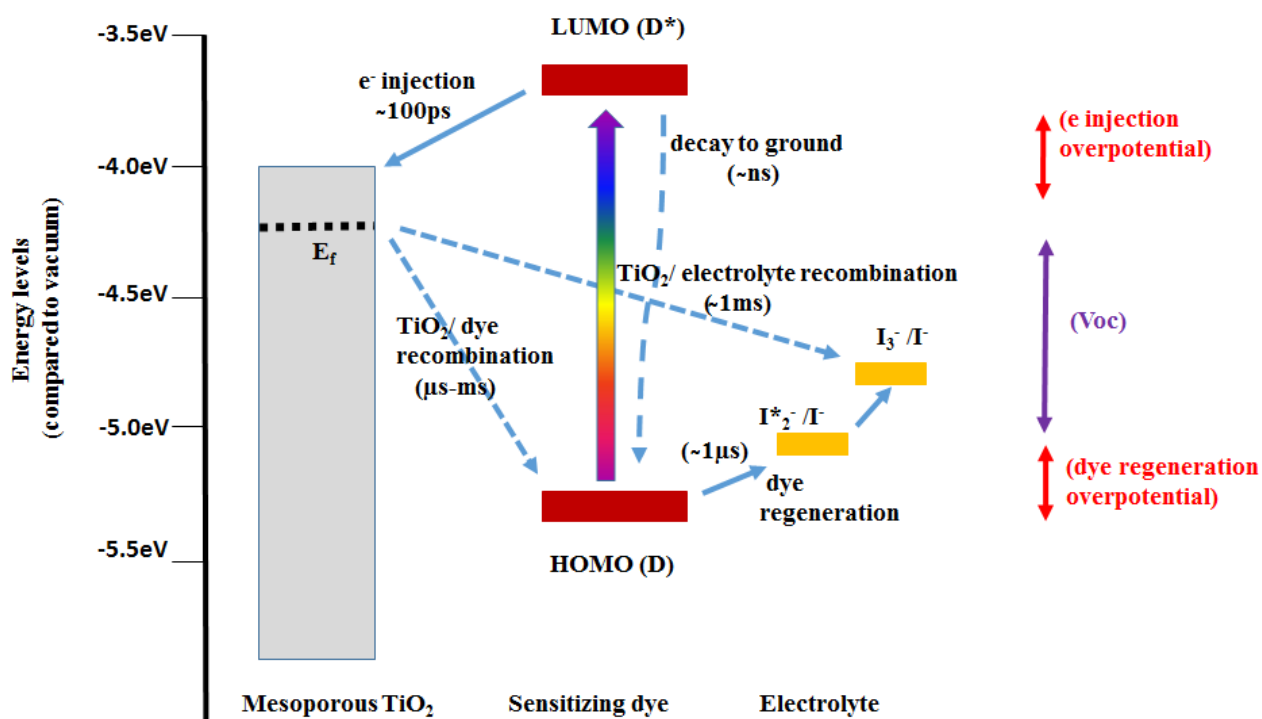 LUMO (D*)
-3.5eV
e⁻ injection
~100ps
-4.0eV
decay to ground
(~ns)
(e injection
overpotential)
E_f
-4.5eV
TiO₂/ electrolyte recombination
(~1ms)
TiO₂/ dye
recombination
(µs-ms)
(Voc)
I₃⁻ /I⁻
-5.0eV
I*₂⁻ /I⁻
(~1µs)
dye
regeneration
(dye regeneration
overpotential)
-5.5eV
HOMO (D)
Energy levels
(compared to vacuum)
Mesoporous TiO₂
Sensitizing dye
Electrolyte